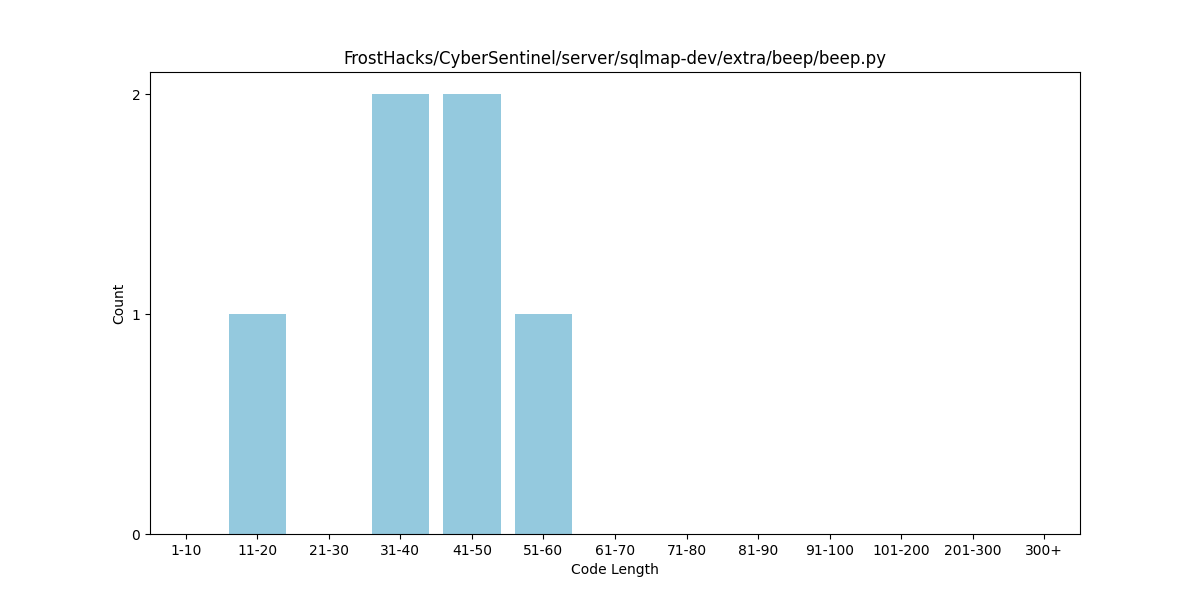 FrostHacks/CyberSentinel/server/sqlmap-dev/extra/beep/beep.py
2
1
0
Count
1-10 11-20 21-30 31-40 41-50 51-60 61-70 71-80 81-90 91-100 101-200 201-300 300+
Code Length